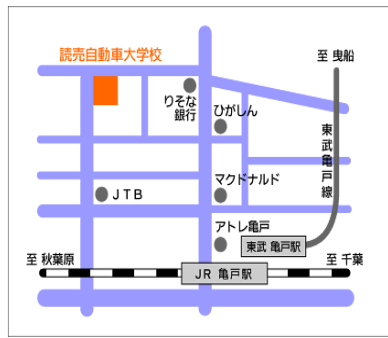 読売自動車大学校
至 曳船
りそな
銀行
ひがしん
東武亀戸線
マクドナルド
JTB
アトレ亀戸
東武 亀戸駅
至 秋葉原
至 千葉
JR 亀戸駅